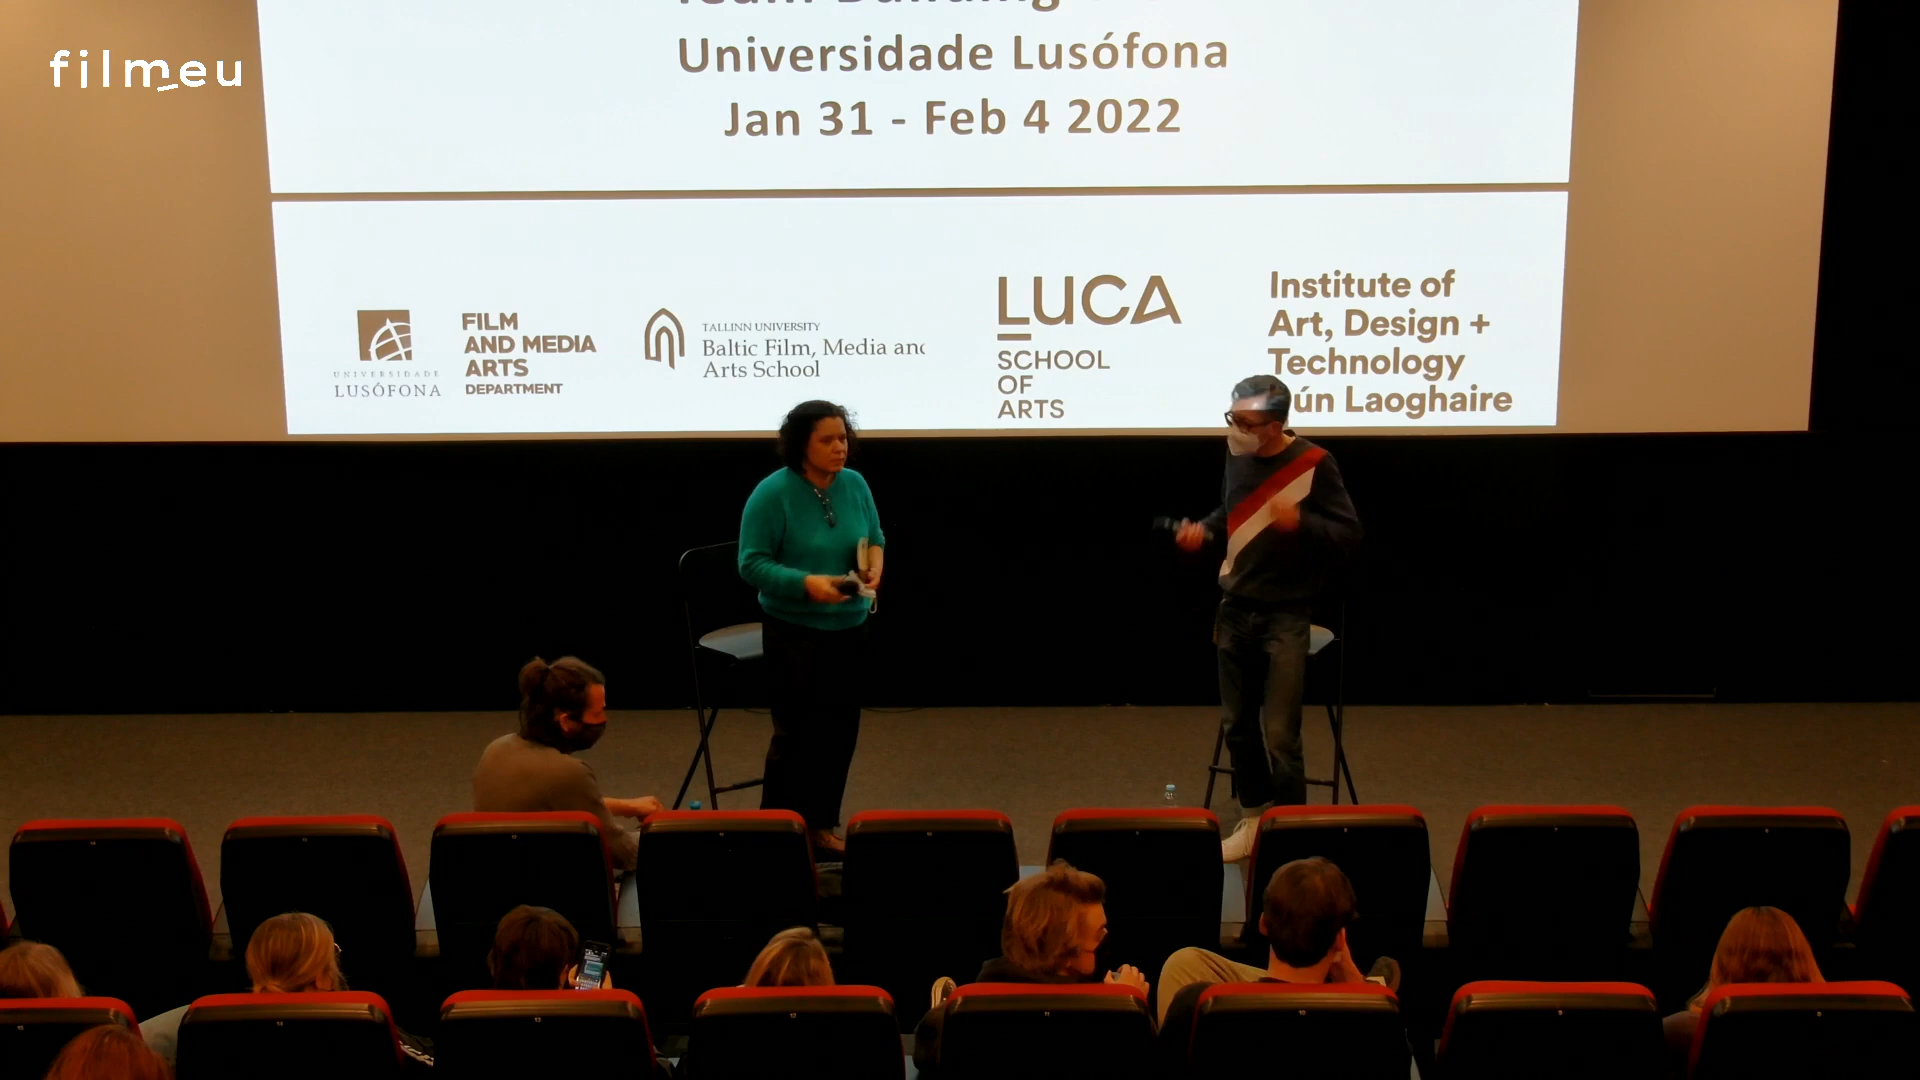 filmeu
Universidade Lusófona
Jan 31 - Feb 4 2022
UNIVERSIDADE
LUSÓFONA
FILM
AND MEDIA
ARTS
DEPARTMENT
TALLINN UNIVERSITY
Baltic Film, Media and
Arts School
LUCA
SCHOOL
OF
ARTS
Institute of
Art, Design +
Technology
Dún Laoghaire